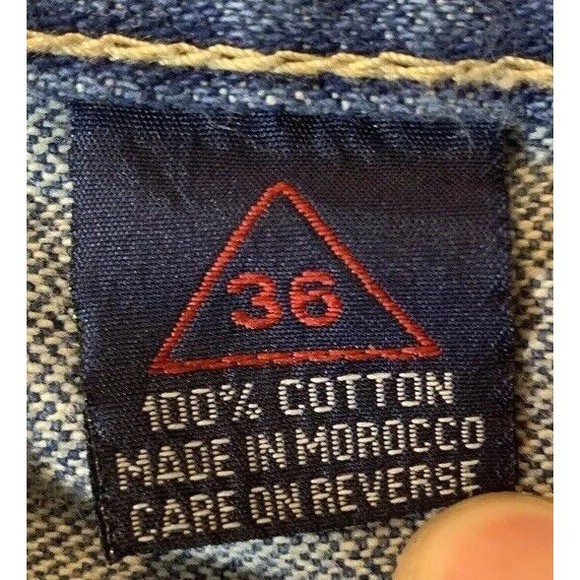 36
100% COTTON
MADE IN MOROCCO
CARE ON REVERSE